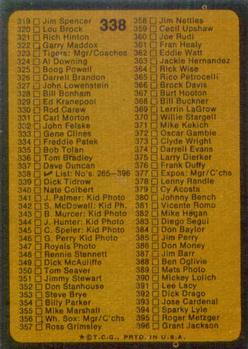 338
319 Jim Spencer
320 Lou Brock
321 Rich Hinton
322 Garry Maddox
323 Tigers: Mgr/Coaches
324 Al Downing
325 Boog Powell
326 Darrell Brandon
327 John Lowenstein
328 Bill Bonham
329 Ed Kranepool
330 Rod Carew
331 Carl Morton
332 John Felske
333 Gene Clines
334 Freddie Patek
335 Bob Tolan
336 Tom Bradley
337 Dave Duncan
338 ✓ List: No's. 265–396
339 Dick Tidrow
340 Nate Colbert
341 J. Palmer: Kid Photo
342 S. McDowell: Kid Ph.
343 B. Murcer: Kid Photo
344 J. Hunter: Kid Photo
345 C. Speier: Kid Photo
346 G. Perry Kid Photo
347 Royals Photo
348 Rennie Stennett
349 Dick McAuliffe
350 Tom Seaver
351 Jimmy Stewart
352 Don Stanhouse
353 Steve Brye
354 Billy Parker
355 Mike Marshall
356 White Sox: Mgr/C'hes
357 Ross Grimsley
358 Jim Nettles
359 Cecil Upshaw
360 Joe Rudi
361 Fran Healy
362 Eddie Watt
363 Jackie Hernandez
364 Rick Wise
365 Rico Petrocelli
366 Brock Davis
367 Burt Hooton
368 Bill Buckner
369 Lerrin LaGrow
370 Willie Stargell
371 Mike Kekich
372 Oscar Gamble
373 Clyde Wright
374 Darrell Evans
375 Larry Dierker
376 Frank Duffy
377 Expos: Mgr/C'hes
378 Lenny Randle
379 Cy Acosta
380 Johnny Bench
381 Vicente Romo
382 Mike Hegan
383 Diego Segui
384 Don Baylor
385 Jim Perry
386 Don Money
387 Jim Barr
388 Ben Oglivie
389 Mets Photo
390 Mickey Lolich
391 Lee Lacy
392 Dick Drago
393 Jose Cardenal
394 Sparky Lyle
395 Roger Metzger
396 Grant Jackson
★ ©T.C.G., PRTD. IN U.S.A.